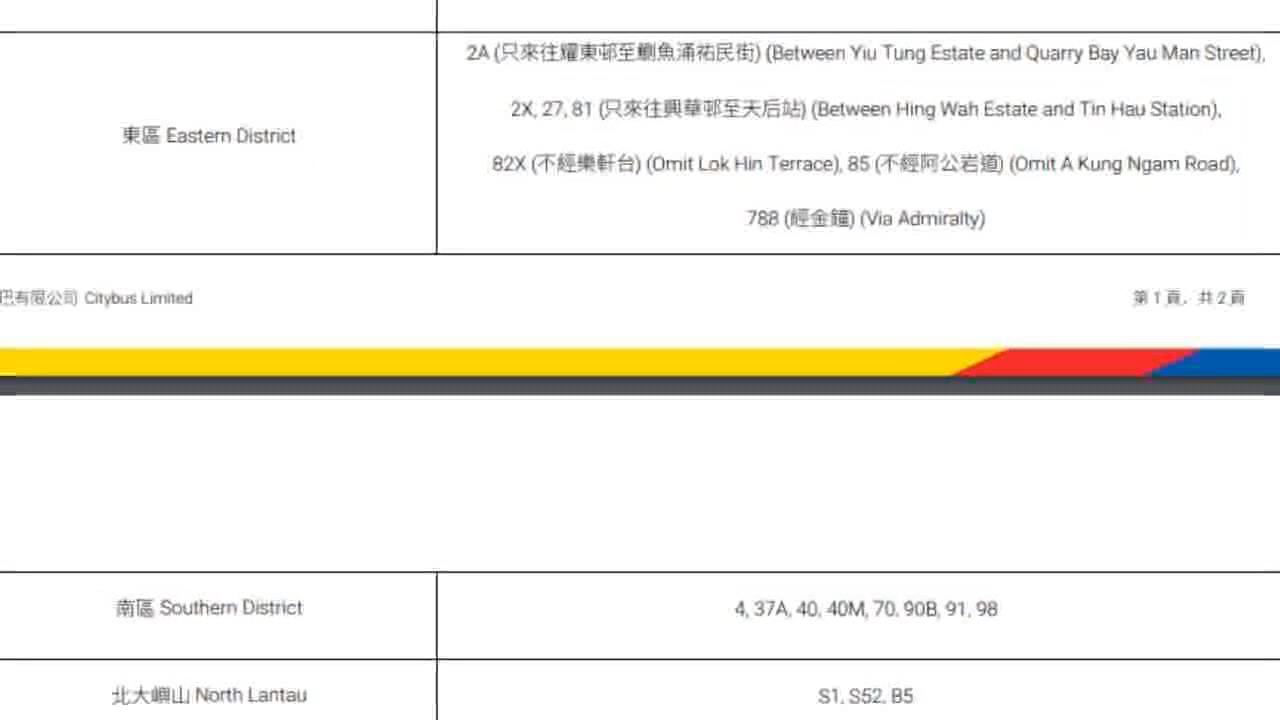 2A (只來往耀東邨至鰂魚涌祐民街) (Between Yiu Tung Estate and Quarry Bay Yau Man Street),
東區 Eastern District
2X, 27, 81 (只來往興華邨至天后站) (Between Hing Wah Estate and Tin Hau Station),
82X (不經樂軒台) (Omit Lok Hin Terrace), 85 (不經阿公岩道) (Omit A Kung Ngam Road),
788 (經金鐘) (Via Admiralty)
巴有限公司 Citybus Limited
第 1 頁，共 2 頁
南區 Southern District
4, 37A, 40, 40M, 70, 90B, 91, 98
北大嶼山 North Lantau
S1, S52, B5